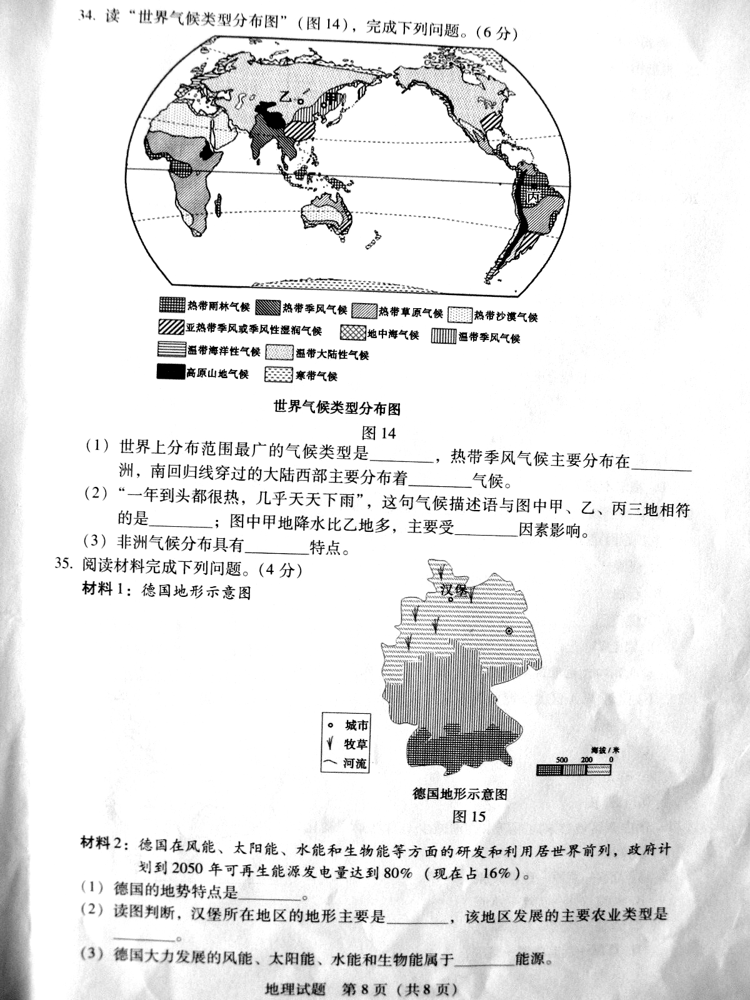 34. 读“世界气候类型分布图”(图14)，完成下列问题。(6分)
乙
甲
丙
热带雨林气候 热带季风气候 热带草原气候 热带沙漠气候
亚热带季风或季风性湿润气候 地中海气候 温带季风气候
温带海洋性气候 温带大陆性气候
高原山地气候 寒带气候
世界气候类型分布图
图14
(1) 世界上分布范围最广的气候类型是________，热带季风气候主要分布在________
洲，南回归线穿过的大陆西部主要分布着________气候。
(2)“一年到头都很热，几乎天天下雨”，这句气候描述语与图中甲、乙、丙三地相符
的是________；图中甲地降水比乙地多，主要受________因素影响。
(3) 非洲气候分布具有________特点。
35. 阅读材料完成下列问题。(4分)
材料1：德国地形示意图
汉堡
城市
牧草
河流
海拔/米
500 200 0
德国地形示意图
图15
材料2：德国在风能、太阳能、水能和生物能等方面的研发和利用居世界前列，政府计
划到2050年可再生能源发电量达到80%（现在占16%）。
(1) 德国的地势特点是________。
(2) 读图判断，汉堡所在地区的地形主要是________，该地区发展的主要农业类型是
________。
(3) 德国大力发展的风能、太阳能、水能和生物能属于________能源。
地理试题 第8页（共8页）